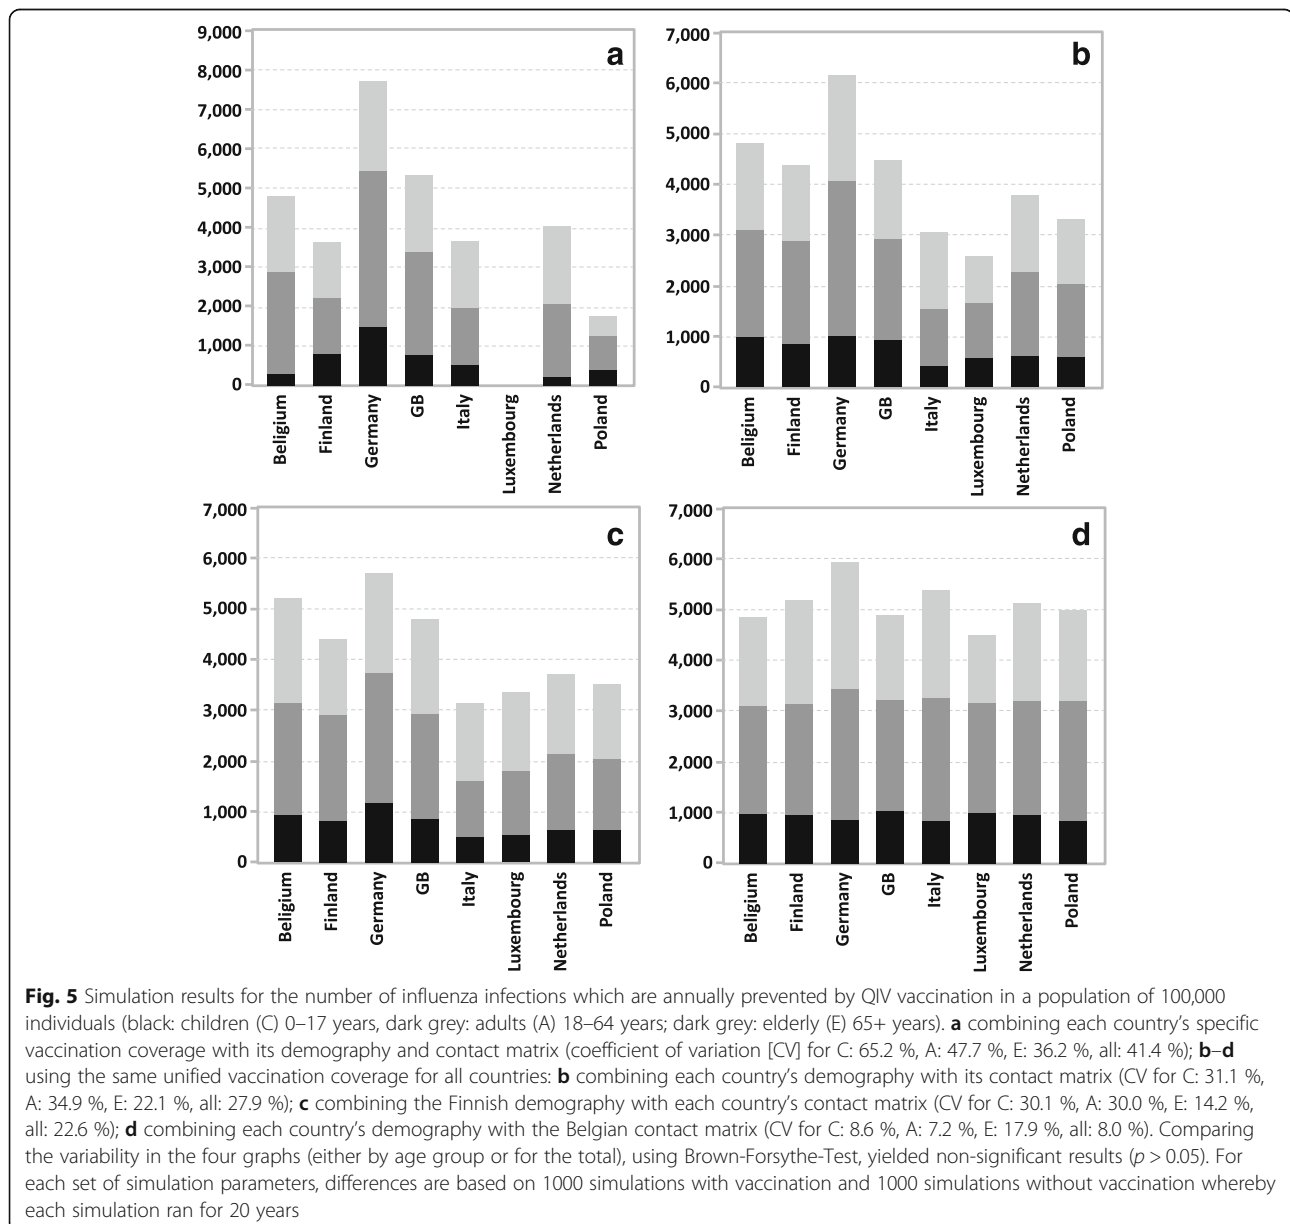 a
9,000
8,000
7,000
6,000
5,000
4,000
3,000
2,000
1,000
0
Beligium
Finland
Germany
GB
Italy
Luxembourg
Netherlands
Poland
b
7,000
6,000
5,000
4,000
3,000
2,000
1,000
0
Beligium
Finland
Germany
GB
Italy
Luxembourg
Netherlands
Poland
c
7,000
6,000
5,000
4,000
3,000
2,000
1,000
0
Beligium
Finland
Germany
GB
Italy
Luxembourg
Netherlands
Poland
d
7,000
6,000
5,000
4,000
3,000
2,000
1,000
0
Beligium
Finland
Germany
GB
Italy
Luxembourg
Netherlands
Poland
Fig. 5 Simulation results for the number of influenza infections which are annually prevented by QIV vaccination in a population of 100,000
individuals (black: children (C) 0–17 years, dark grey: adults (A) 18–64 years; dark grey: elderly (E) 65+ years). a combining each country's specific
vaccination coverage with its demography and contact matrix (coefficient of variation [CV] for C: 65.2 %, A: 47.7 %, E: 36.2 %, all: 41.4 %); b–d
using the same unified vaccination coverage for all countries: b combining each country's demography with its contact matrix (CV for C: 31.1 %,
A: 34.9 %, E: 22.1 %, all: 27.9 %); c combining the Finnish demography with each country's contact matrix (CV for C: 30.1 %, A: 30.0 %, E: 14.2 %,
all: 22.6 %); d combining each country's demography with the Belgian contact matrix (CV for C: 8.6 %, A: 7.2 %, E: 17.9 %, all: 8.0 %). Comparing
the variability in the four graphs (either by age group or for the total), using Brown-Forsythe-Test, yielded non-significant results (p > 0.05). For
each set of simulation parameters, differences are based on 1000 simulations with vaccination and 1000 simulations without vaccination whereby
each simulation ran for 20 years